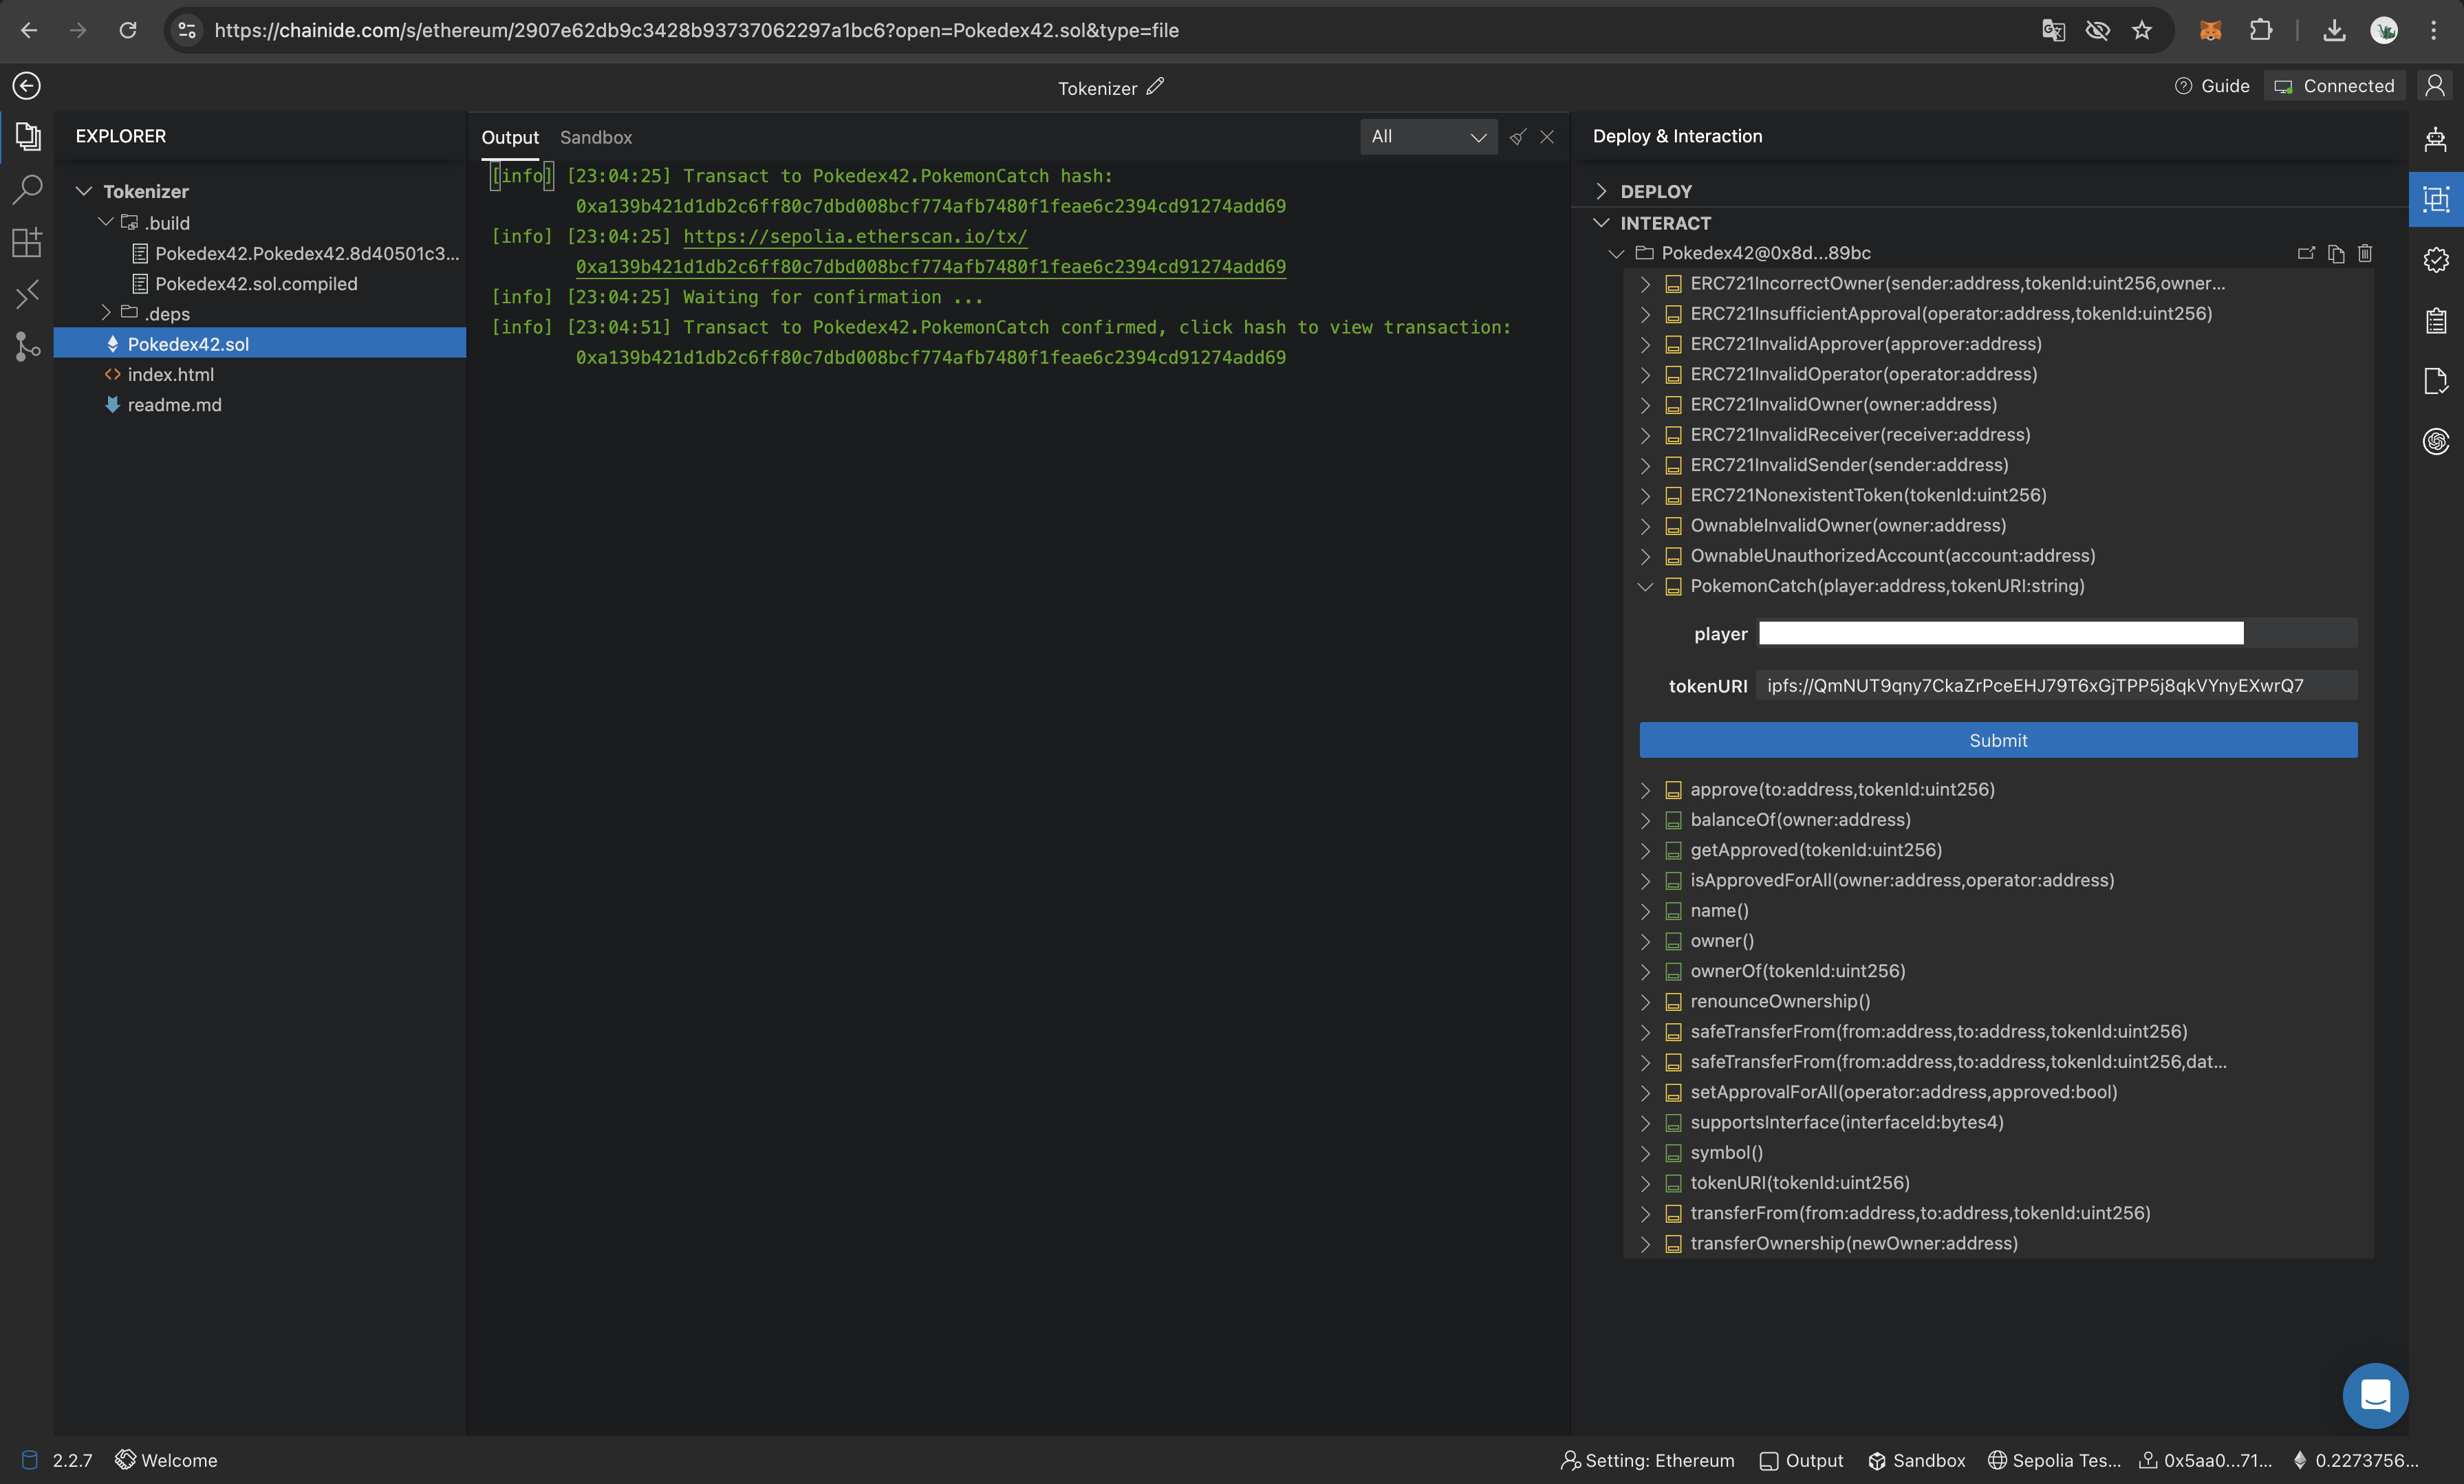 https://chainide.com/s/ethereum/2907e62db9c3428b93737062297a1bc6?open=Pokedex42.sol&type=file
Tokenizer
Guide
Connected
EXPLORER
Tokenizer
.build
Pokedex42.Pokedex42.8d40501c3...
Pokedex42.sol.compiled
.deps
Pokedex42.sol
index.html
readme.md
Output Sandbox
All
[info] [23:04:25] Transact to Pokedex42.PokemonCatch hash:
0xa139b421d1db2c6ff80c7dbd008bcf774afb7480f1feae6c2394cd91274add69
[info] [23:04:25] https://sepolia.etherscan.io/tx/
0xa139b421d1db2c6ff80c7dbd008bcf774afb7480f1feae6c2394cd91274add69
[info] [23:04:25] Waiting for confirmation ...
[info] [23:04:51] Transact to Pokedex42.PokemonCatch confirmed, click hash to view transaction:
0xa139b421d1db2c6ff80c7dbd008bcf774afb7480f1feae6c2394cd91274add69
Deploy & Interaction
DEPLOY
INTERACT
Pokedex42@0x8d...89bc
ERC721IncorrectOwner(sender:address,tokenId:uint256,owner...
ERC721InsufficientApproval(operator:address,tokenId:uint256)
ERC721InvalidApprover(approver:address)
ERC721InvalidOperator(operator:address)
ERC721InvalidOwner(owner:address)
ERC721InvalidReceiver(receiver:address)
ERC721InvalidSender(sender:address)
ERC721NonexistentToken(tokenId:uint256)
OwnableInvalidOwner(owner:address)
OwnableUnauthorizedAccount(account:address)
PokemonCatch(player:address,tokenURI:string)
player
tokenURI ipfs://QmNUT9qny7CkaZrPceEHJ79T6xGjTPP5j8qkVYnyEXwrQ7
Submit
approve(to:address,tokenId:uint256)
balanceOf(owner:address)
getApproved(tokenId:uint256)
isApprovedForAll(owner:address,operator:address)
name()
owner()
ownerOf(tokenId:uint256)
renounceOwnership()
safeTransferFrom(from:address,to:address,tokenId:uint256)
safeTransferFrom(from:address,to:address,tokenId:uint256,dat...
setApprovalForAll(operator:address,approved:bool)
supportsInterface(interfaceId:bytes4)
symbol()
tokenURI(tokenId:uint256)
transferFrom(from:address,to:address,tokenId:uint256)
transferOwnership(newOwner:address)
2.2.7 Welcome
Setting: Ethereum Output Sandbox Sepolia Tes... 0x5aa0...71... 0.2273756...